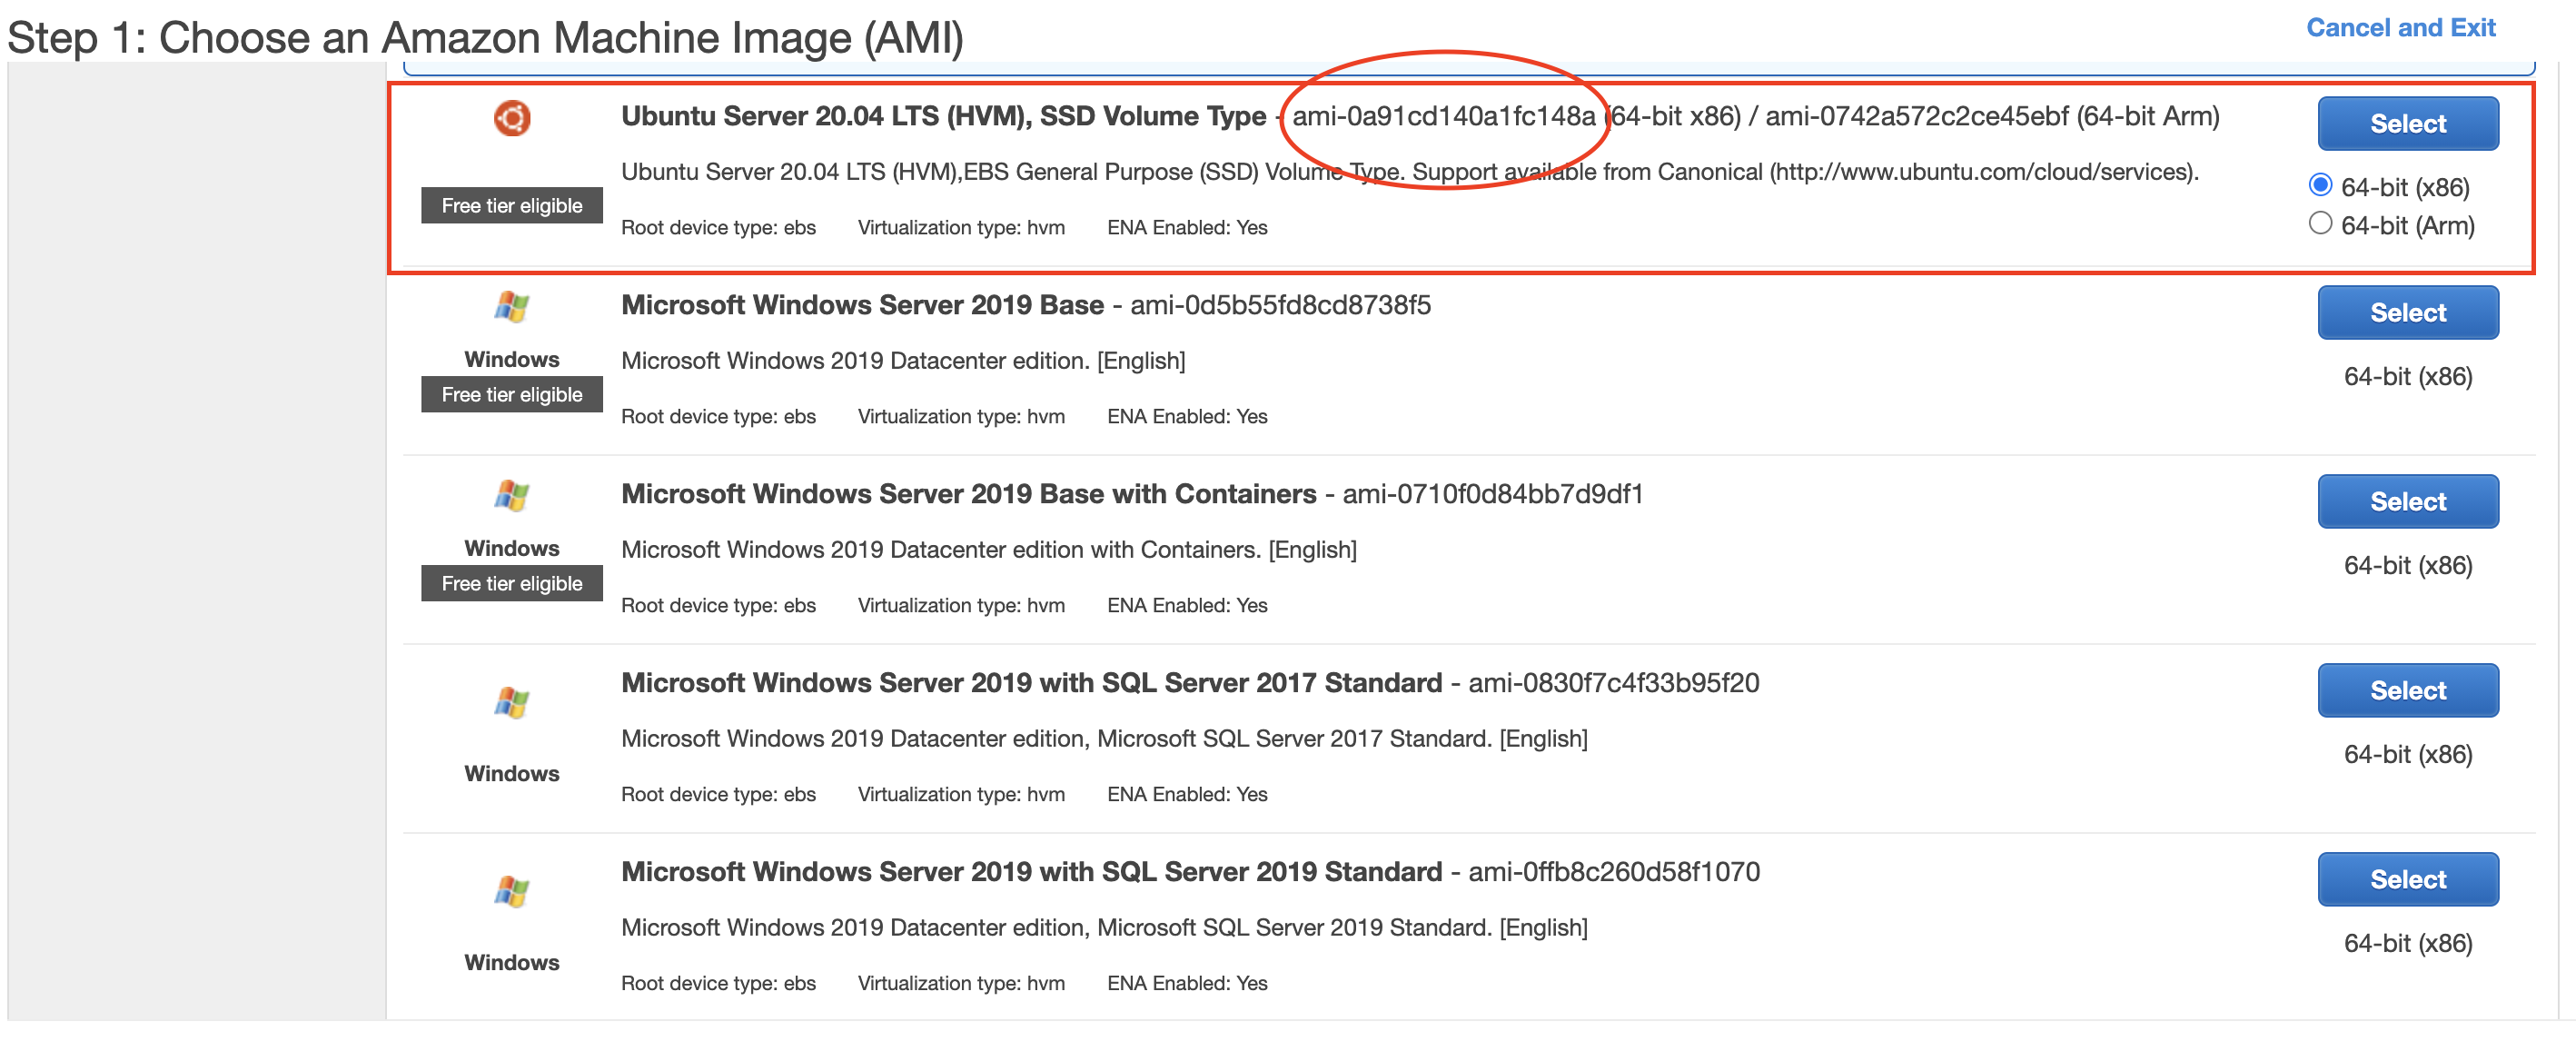 Step 1: Choose an Amazon Machine Image (AMI)
Cancel and Exit
Ubuntu Server 20.04 LTS (HVM), SSD Volume Type - ami-0a91cd140a1fc148a (64-bit x86) / ami-0742a572c2ce45ebf (64-bit Arm)
Select
Ubuntu Server 20.04 LTS (HVM),EBS General Purpose (SSD) Volume Type. Support available from Canonical (http://www.ubuntu.com/cloud/services).
64-bit (x86)
Free tier eligible
Root device type: ebs Virtualization type: hvm ENA Enabled: Yes
64-bit (Arm)
Microsoft Windows Server 2019 Base - ami-0d5b55fd8cd8738f5
Select
Windows
Microsoft Windows 2019 Datacenter edition. [English]
64-bit (x86)
Free tier eligible
Root device type: ebs Virtualization type: hvm ENA Enabled: Yes
Microsoft Windows Server 2019 Base with Containers - ami-0710f0d84bb7d9df1
Select
Windows
Microsoft Windows 2019 Datacenter edition with Containers. [English]
64-bit (x86)
Free tier eligible
Root device type: ebs Virtualization type: hvm ENA Enabled: Yes
Microsoft Windows Server 2019 with SQL Server 2017 Standard - ami-0830f7c4f33b95f20
Select
Microsoft Windows 2019 Datacenter edition, Microsoft SQL Server 2017 Standard. [English]
64-bit (x86)
Windows
Root device type: ebs Virtualization type: hvm ENA Enabled: Yes
Microsoft Windows Server 2019 with SQL Server 2019 Standard - ami-0ffb8c260d58f1070
Select
Microsoft Windows 2019 Datacenter edition, Microsoft SQL Server 2019 Standard. [English]
64-bit (x86)
Windows
Root device type: ebs Virtualization type: hvm ENA Enabled: Yes